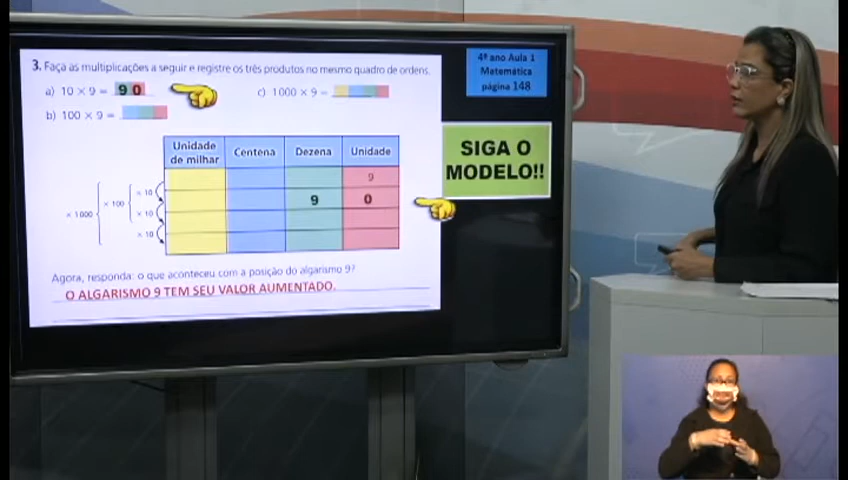 3. Faça as multiplicações a seguir e registre os três produtos no mesmo quadro de ordens.
a) 10 × 9 = 9 0
c) 1000 × 9 =
b) 100 × 9 =
Unidade de milhar Centena Dezena Unidade
9
9 0
× 1000 × 100 × 10
× 10
× 10
Agora, responda: o que aconteceu com a posição do algarismo 9?
O ALGARISMO 9 TEM SEU VALOR AUMENTADO.
4º ano Aula 1
Matemática
página 148
SIGA O
MODELO!!